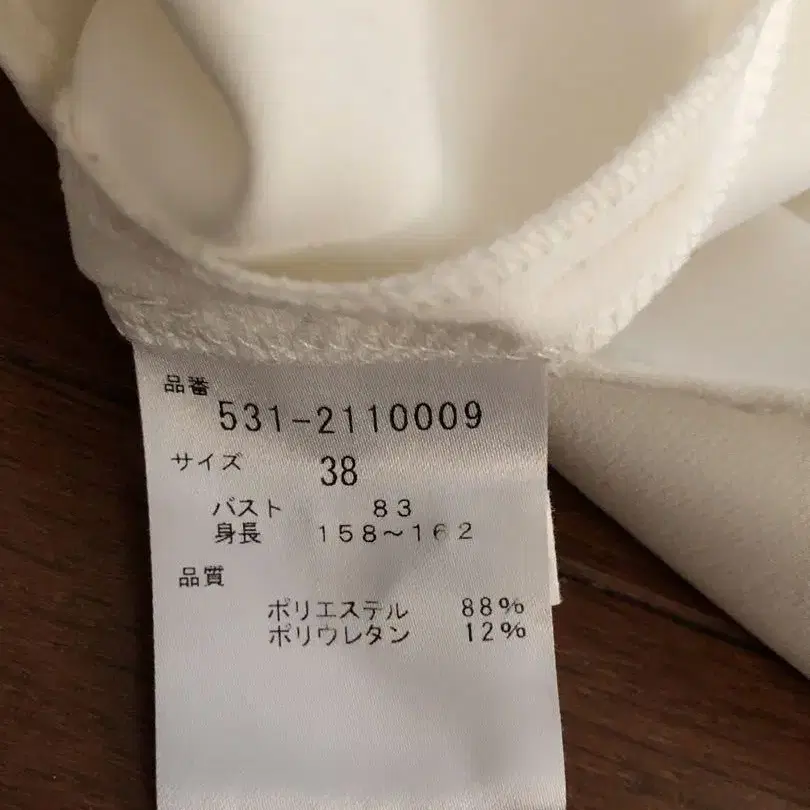 品番
531-2110009
サイズ 38
バスト 83
身長 158～162
品質
ポリエステル 88%
ポリウレタン 12%